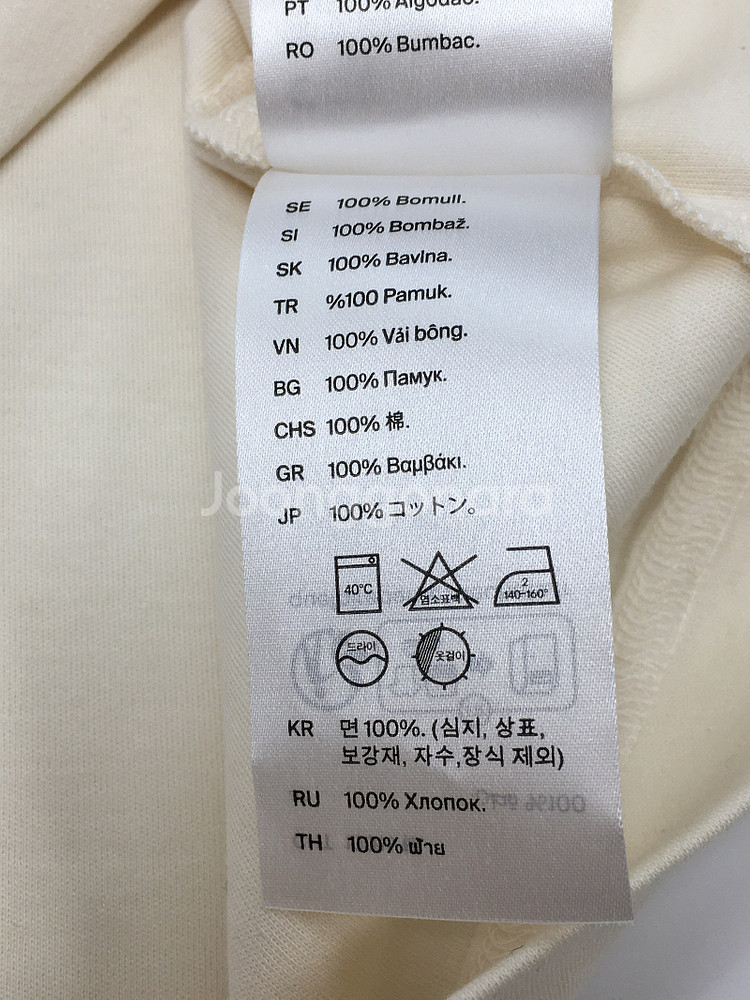 PT 100% Algodão.
RO 100% Bumbac.
SE 100% Bomull.
SI 100% Bombaž.
SK 100% Bavlna.
TR %100 Pamuk.
VN 100% Vải bông.
BG 100% Памук.
CHS 100% 棉.
GR 100% Βαμβάκι.
JP 100% コットン。
40°C 염소표백 2 140-160°
드라이 옷걸이
KR 면 100%. (심지, 상표,
보강재, 자수,장식 제외)
RU 100% Хлопок.
TH 100% ฝ้าย